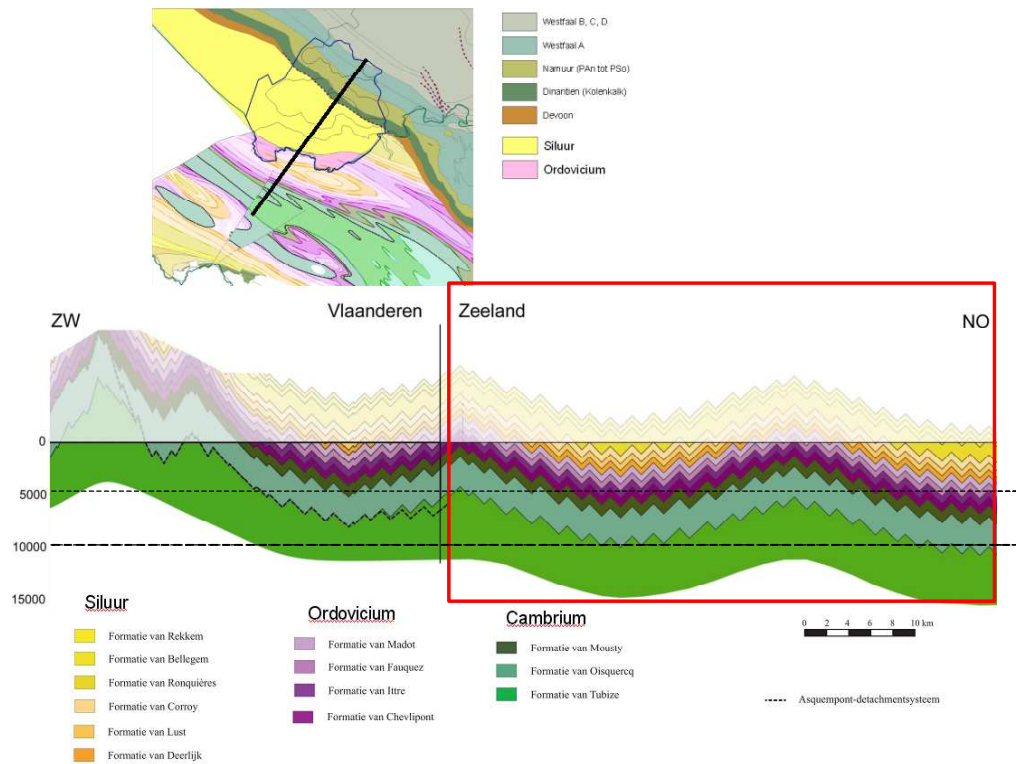 Westfaal B, C, D
Westfaal A
Namuur (PAn tot PSo)
Dinantien (Kolenkalk)
Devoon
Siluur
Ordovicium
ZW
Vlaanderen
Zeeland
NO
0
5000
10000
15000
Siluur
Formatie van Rekkem
Formatie van Bellegem
Formatie van Ronquières
Formatie van Corroy
Formatie van Lust
Formatie van Deerlijk
Ordovicium
Formatie van Madot
Formatie van Fauquez
Formatie van Ittre
Formatie van Chevlipont
Cambrium
Formatie van Mousty
Formatie van Oisquercq
Formatie van Tubize
0 2 4 6 8 10 km
Asquempont-detachmentsysteem